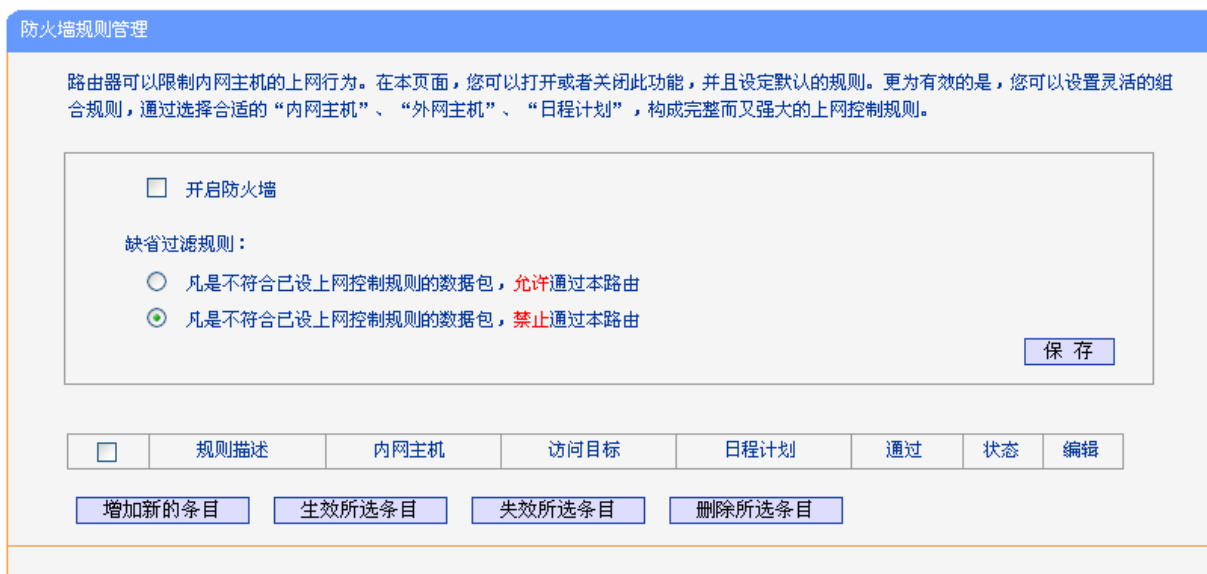 防火墙规则管理
路由器可以限制内网主机的上网行为。在本页面，您可以打开或者关闭此功能，并且设定默认的规则。更为有效的是，您可以设置灵活的组
合规则，通过选择合适的“内网主机”、“外网主机”、“日程计划”，构成完整而又强大的上网控制规则。
开启防火墙
缺省过滤规则：
凡是不符合已设上网控制规则的数据包，允许通过本路由
凡是不符合已设上网控制规则的数据包，禁止通过本路由
保 存
规则描述 内网主机 访问目标 日程计划 通过 状态 编辑
增加新的条目 生效所选条目 失效所选条目 删除所选条目